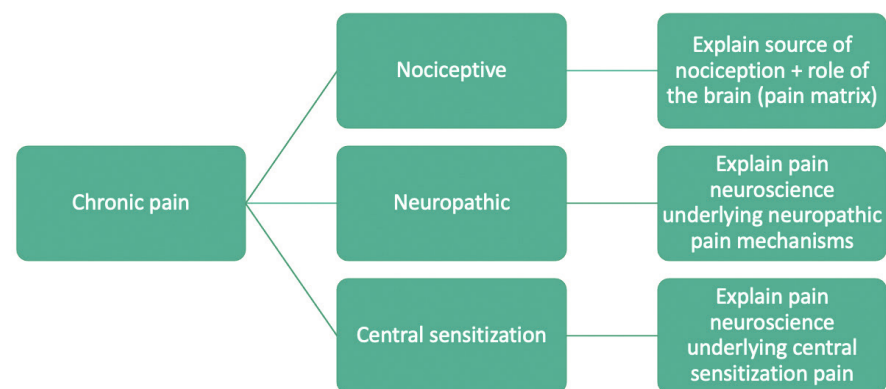 Chronic pain
Nociceptive
Explain source of
nociception + role of
the brain (pain matrix)
Neuropathic
Explain pain
neuroscience
underlying neuropathic
pain mechanisms
Central sensitization
Explain pain
neuroscience
underlying central
sensitization pain